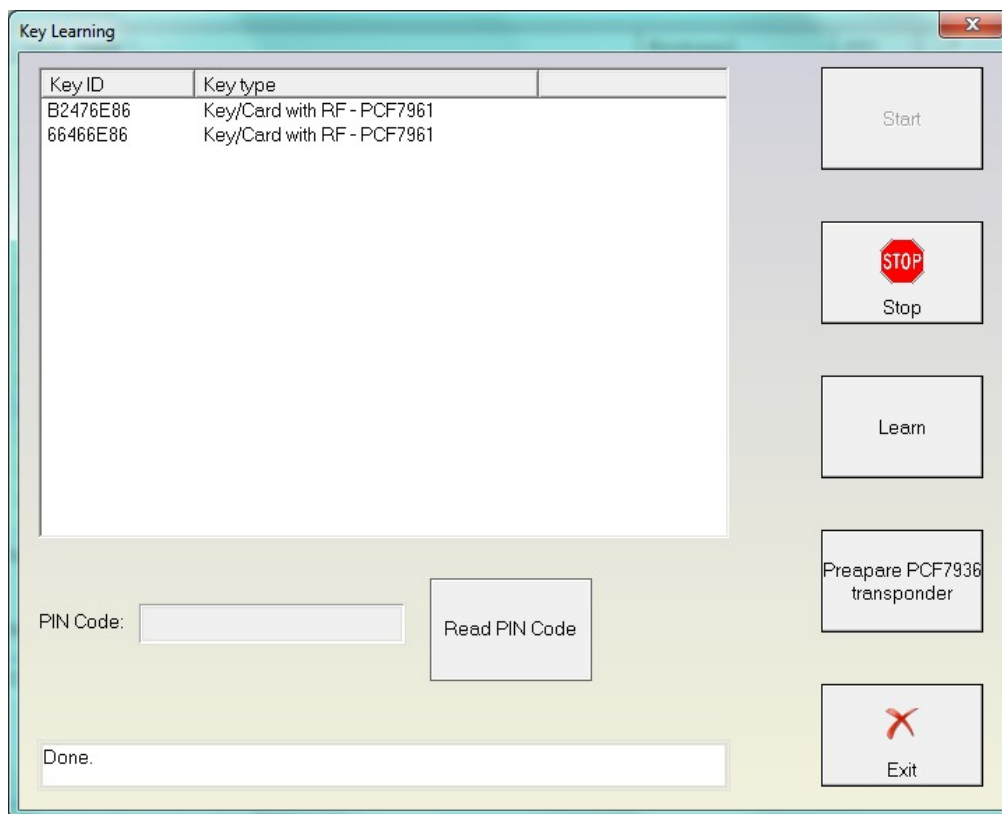 Key Learning
Key ID Key type
B2476E86 Key/Card with RF - PCF7961
66466E86 Key/Card with RF - PCF7961
Start
STOP
Stop
Learn
Preapare PCF7936
transponder
PIN Code:
Read PIN Code
Done.
Exit